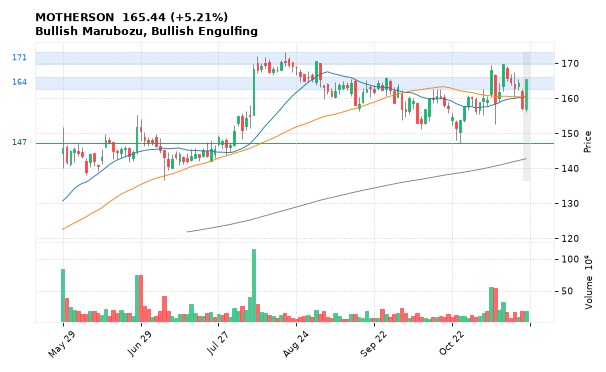 MOTHERSON 165.44 (+5.21%)
Bullish Marubozu, Bullish Engulfing
171
164
147
170
160
150
140
130
120
Price
100
50
Volume 10⁴
May 29
Jun 29
Jul 27
Aug 24
Sep 22
Oct 22